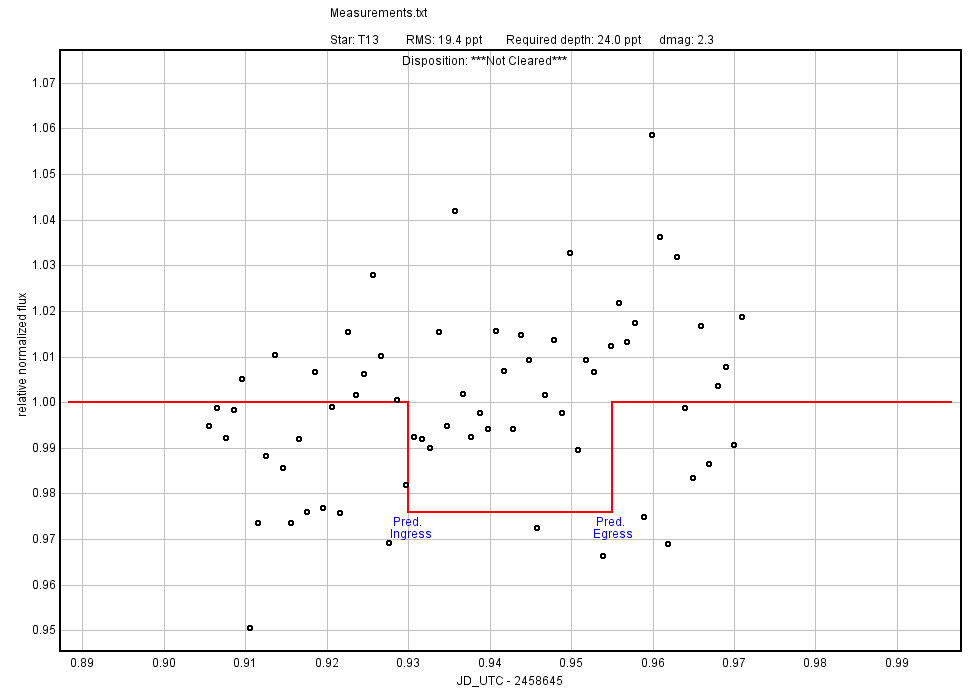 Measurements.txt
Star: T13 RMS: 19.4 ppt Required depth: 24.0 ppt dmag: 2.3
Disposition: ***Not Cleared***
relative normalized flux
1.07
1.06
1.05
1.04
1.03
1.02
1.01
1.00
0.99
0.98
0.97
0.96
0.95
Pred. Pred.
Ingress Egress
0.89 0.90 0.91 0.92 0.93 0.94 0.95 0.96 0.97 0.98 0.99
JD_UTC - 2458645